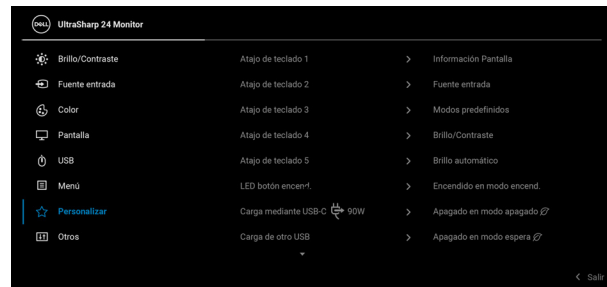 DELL UltraSharp 24 Monitor
Brillo/Contraste Atajo de teclado 1 > Información Pantalla
Fuente entrada Atajo de teclado 2 > Fuente entrada
Color Atajo de teclado 3 > Modos predefinidos
Pantalla Atajo de teclado 4 > Brillo/Contraste
USB Atajo de teclado 5 > Brillo automático
Menú LED botón encend. > Encendido en modo encend.
Personalizar Carga mediante USB-C 90W > Apagado en modo apagado
Otros Carga de otro USB > Apagado en modo espera
< Salir